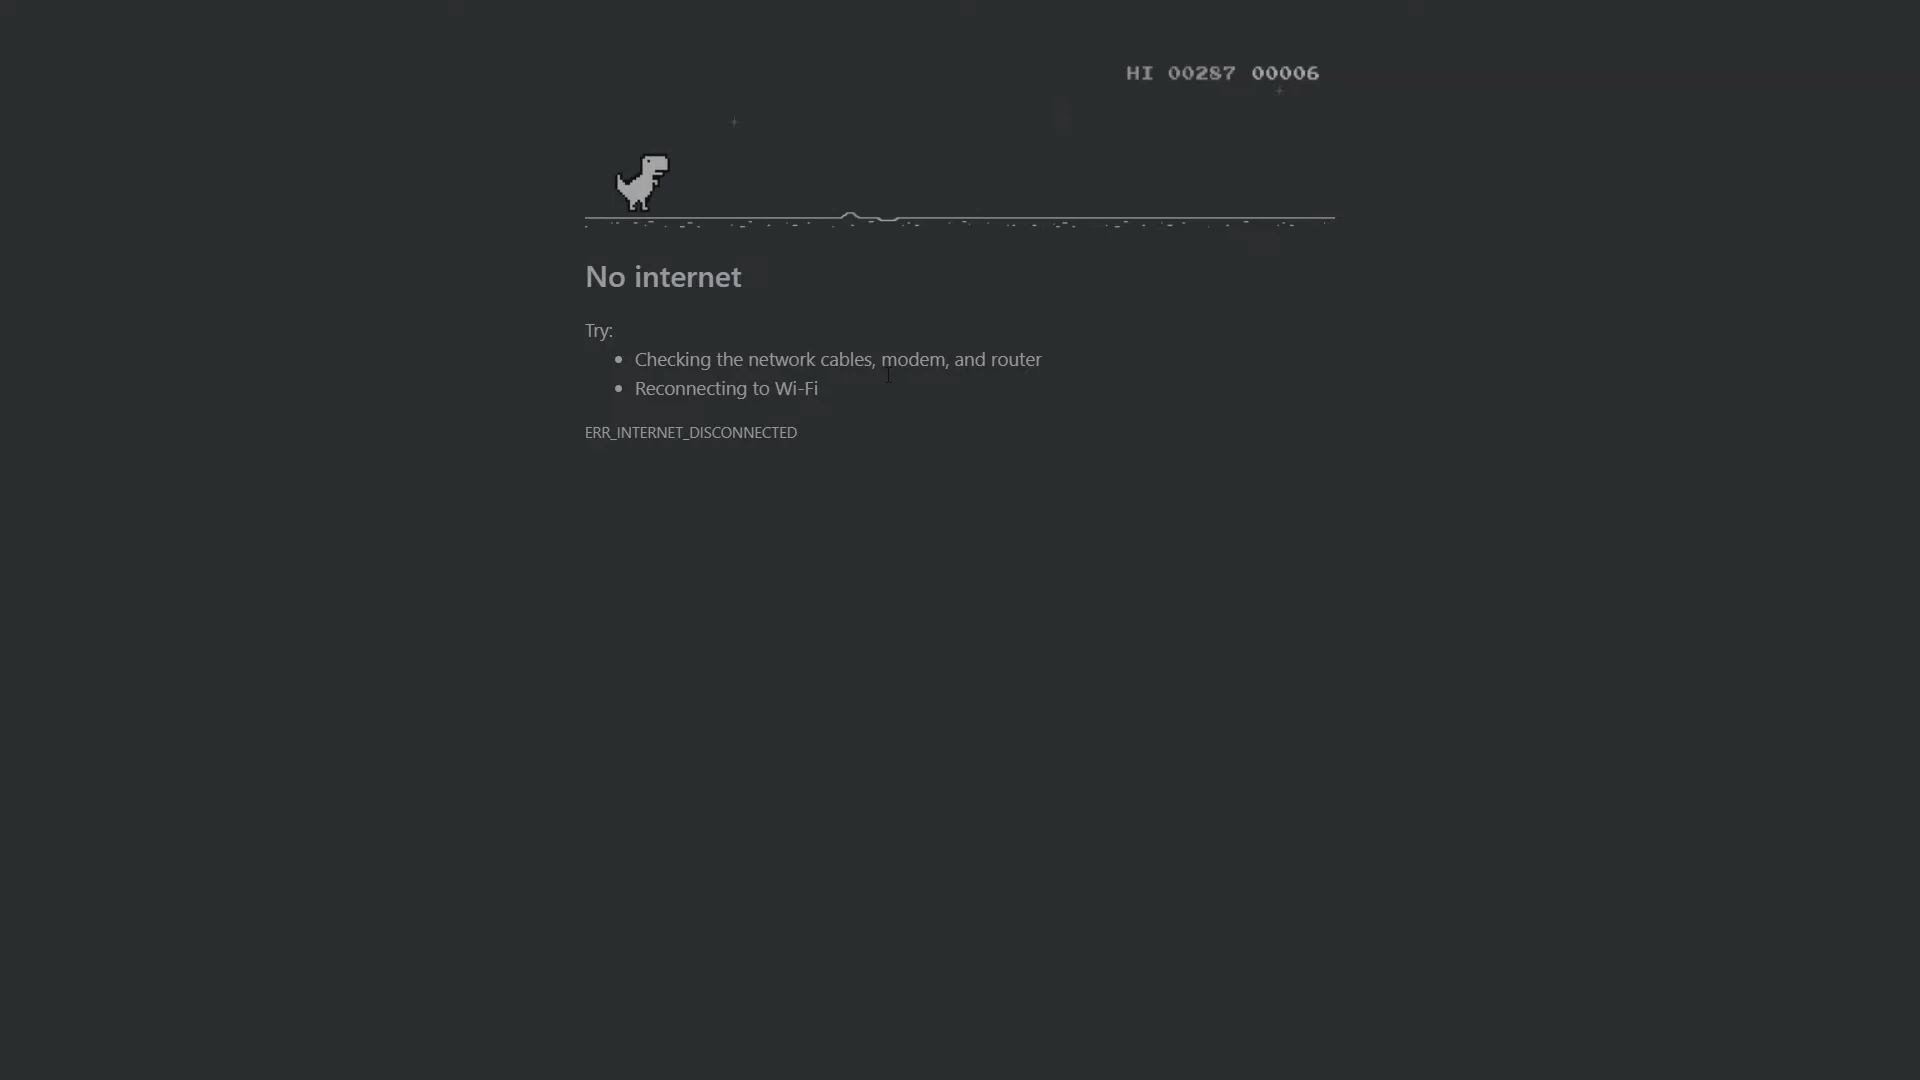 HI 00287 00006
No internet
Try:
• Checking the network cables, modem, and router
• Reconnecting to Wi-Fi
ERR_INTERNET_DISCONNECTED